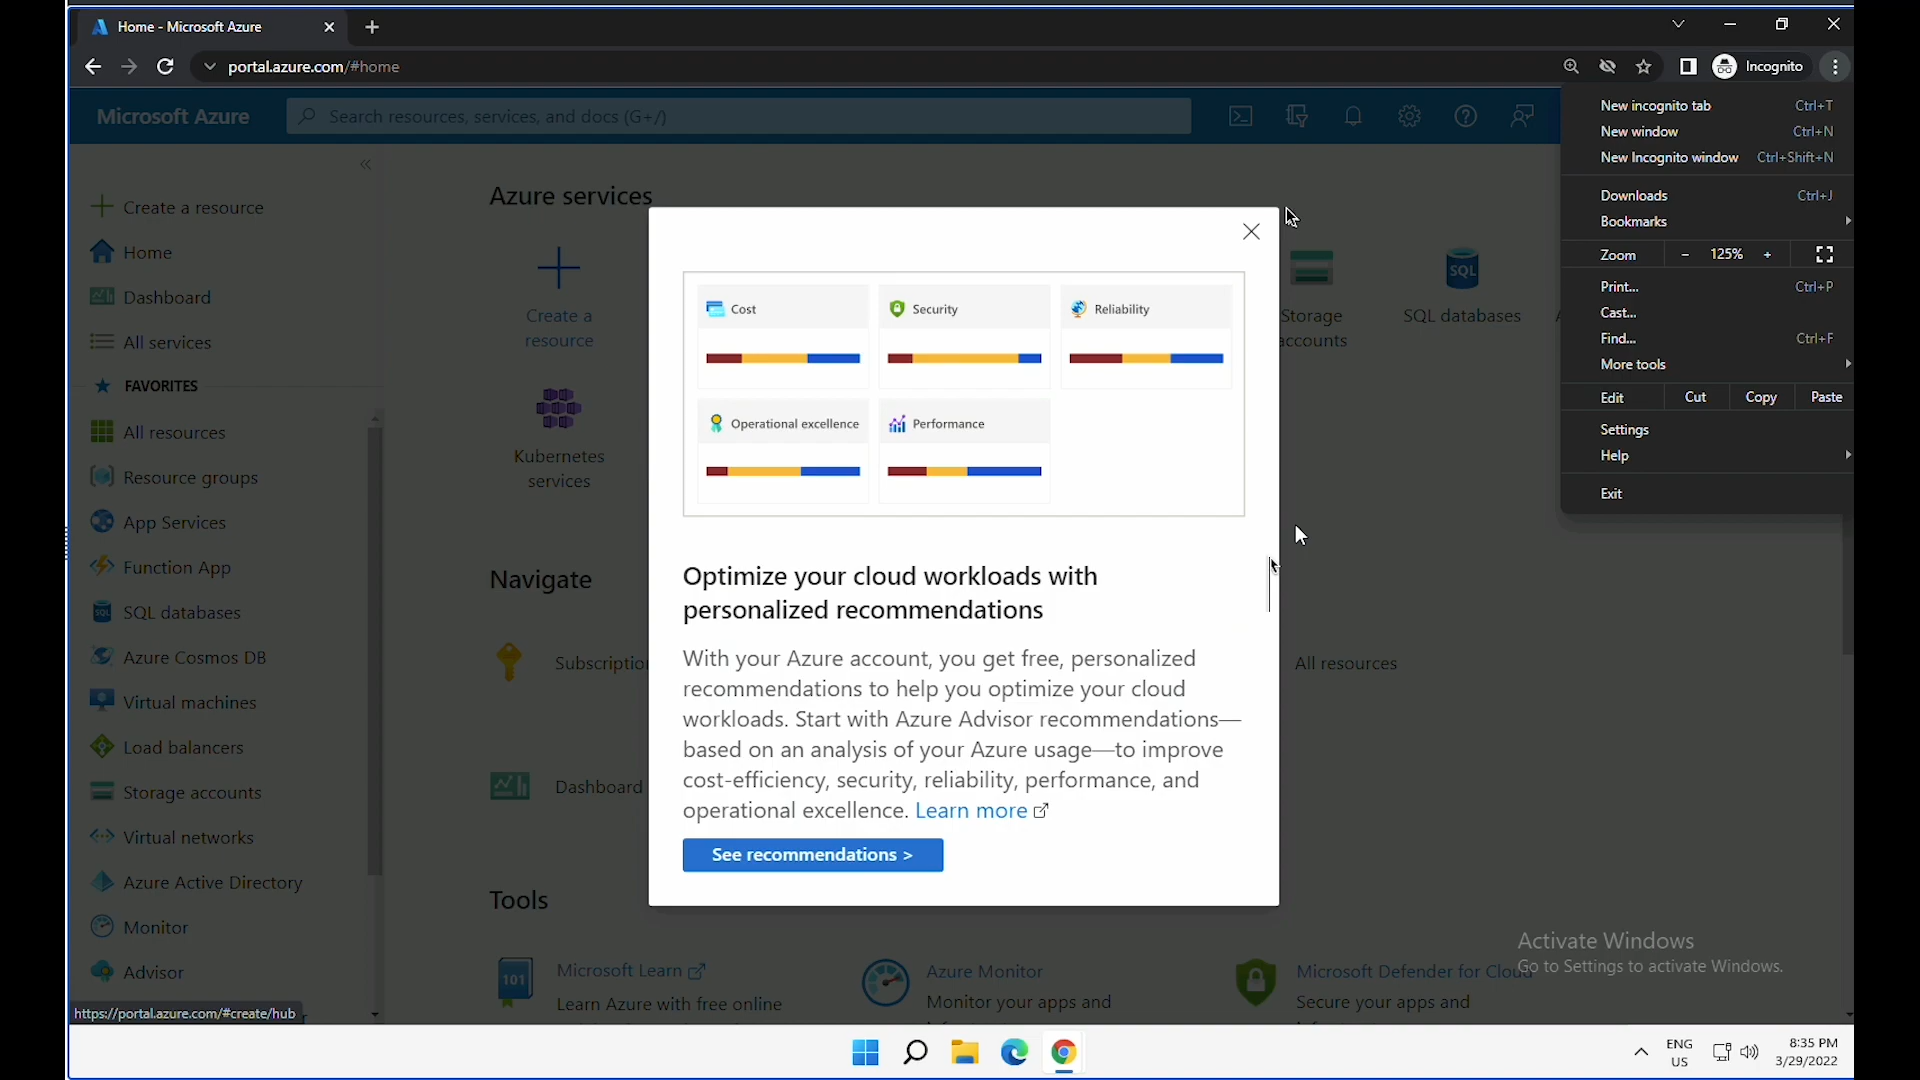 Home - Microsoft Azure
portal.azure.com/#home
Incognito
Microsoft Azure
Search resources, services, and docs (G+/)
New incognito tab Ctrl+T
New window Ctrl+N
New Incognito window Ctrl+Shift+N
Downloads Ctrl+J
Bookmarks
Zoom - 125% +
Print... Ctrl+P
Cast...
Find... Ctrl+F
More tools
Edit Cut Copy Paste
Settings
Help
Exit
Create a resource
Home
Dashboard
All services
FAVORITES
All resources
Resource groups
App Services
Function App
SQL databases
Azure Cosmos DB
Virtual machines
Load balancers
Storage accounts
Virtual networks
Azure Active Directory
Monitor
Advisor
https://portal.azure.com/#create/hub
Azure services
Create a
resource
Storage
accounts
SQL
SQL databases
Kubernetes
services
Navigate
Subscriptio
All resources
Dashboard
Tools
101
Microsoft Learn
Learn Azure with free online
Azure Monitor
Monitor your apps and
Microsoft Defender for Cloud
Secure your apps and
Cost
Security
Reliability
Operational excellence
Performance
Optimize your cloud workloads with
personalized recommendations
With your Azure account, you get free, personalized
recommendations to help you optimize your cloud
workloads. Start with Azure Advisor recommendations—
based on an analysis of your Azure usage—to improve
cost-efficiency, security, reliability, performance, and
operational excellence. Learn more
See recommendations >
Activate Windows
Go to Settings to activate Windows.
ENG
US
8:35 PM
3/29/2022